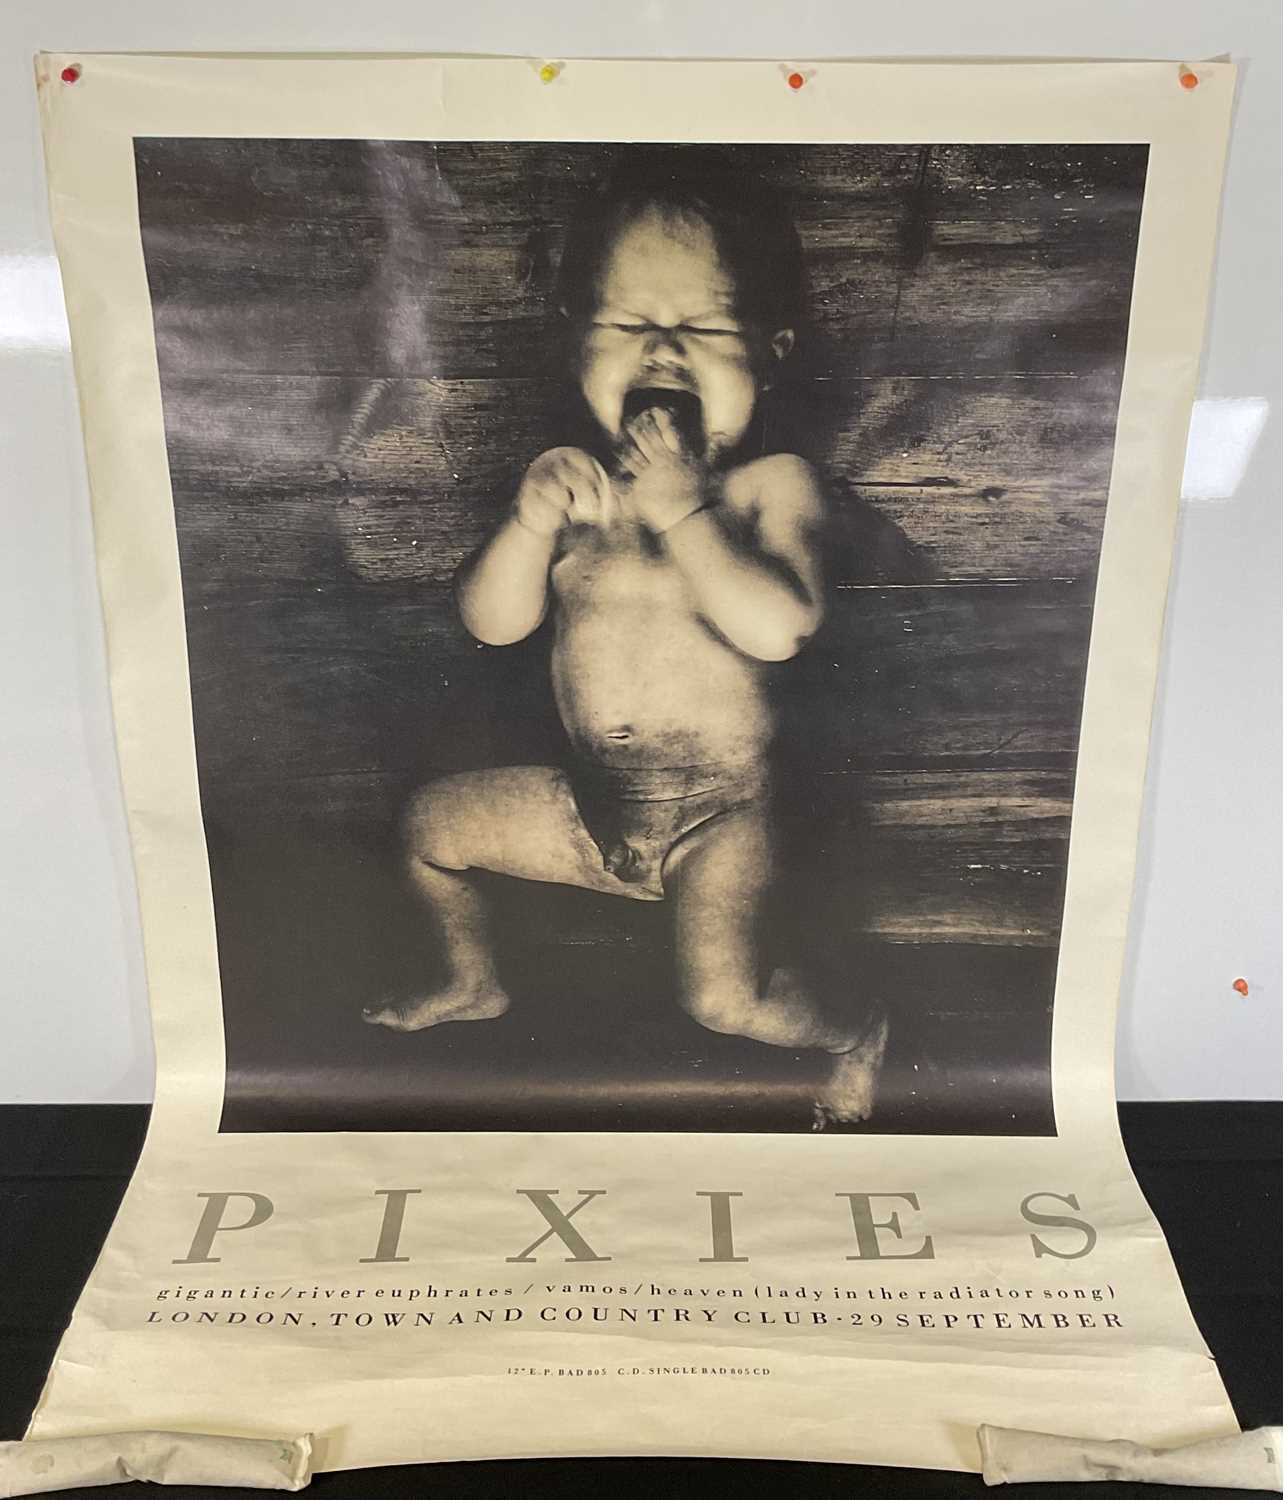 PIXIES
gigantic/river euphrates / vamos/heaven (lady in the radiator song)
LONDON, TOWN AND COUNTRY CLUB · 29 SEPTEMBER
12" E.P. BAD 805 C.D. SINGLE BAD 805 CD